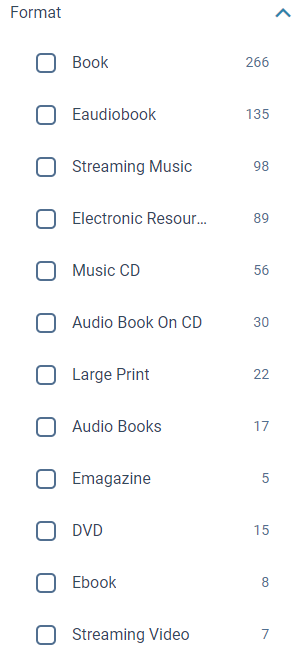 Format
Book 266
Eaudiobook 135
Streaming Music 98
Electronic Resour... 89
Music CD 56
Audio Book On CD 30
Large Print 22
Audio Books 17
Emagazine 5
DVD 15
Ebook 8
Streaming Video 7